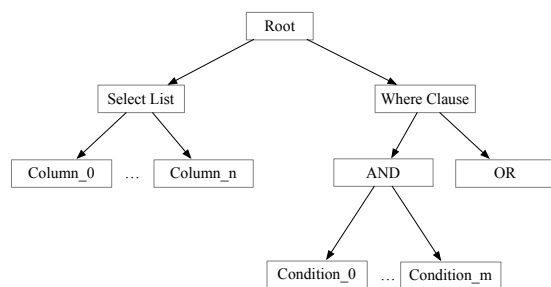 Root
Select List Where Clause
Column_0 … Column_n AND OR
Condition_0 … Condition_m